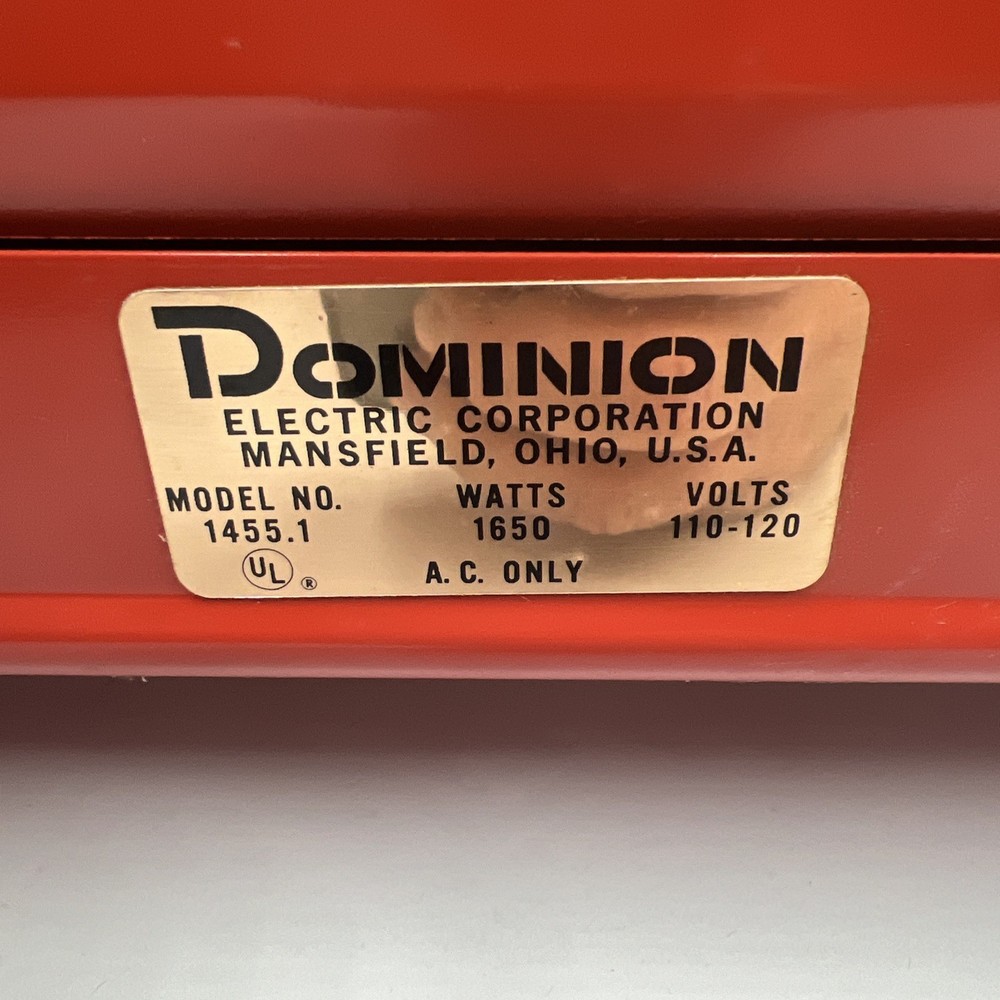 DOMINION
ELECTRIC CORPORATION
MANSFIELD, OHIO, U.S.A.
MODEL NO. WATTS VOLTS
1455.1 1650 110-120
UL ® A.C. ONLY